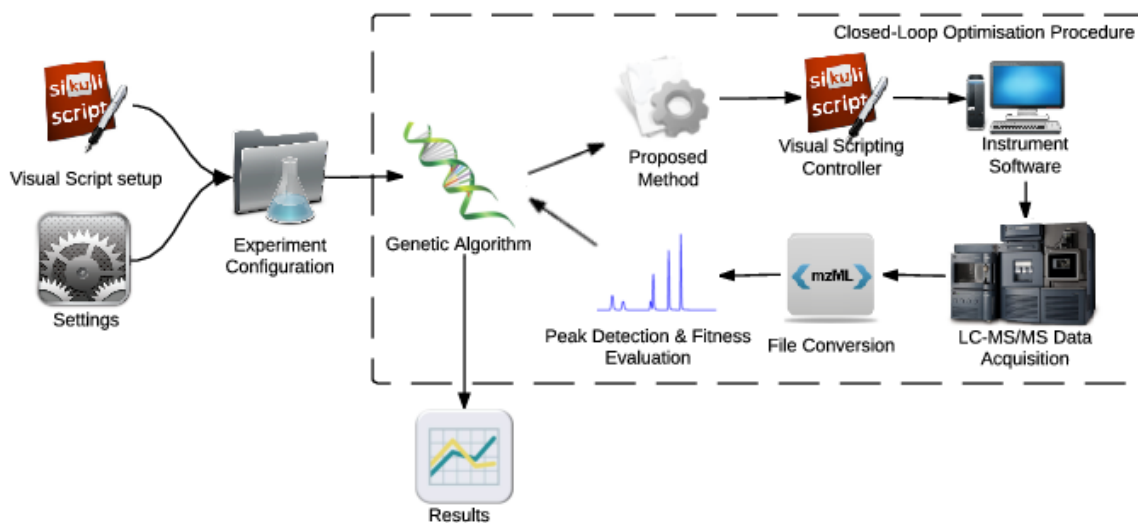 Closed-Loop Optimisation Procedure
sikuli
script
Visual Script setup
Settings
Experiment
Configuration
Genetic Algorithm
Proposed
Method
sikuli
script
Visual Scripting
Controller
Instrument
Software
LC-MS/MS Data
Acquisition
mzML
File Conversion
Peak Detection & Fitness
Evaluation
Results